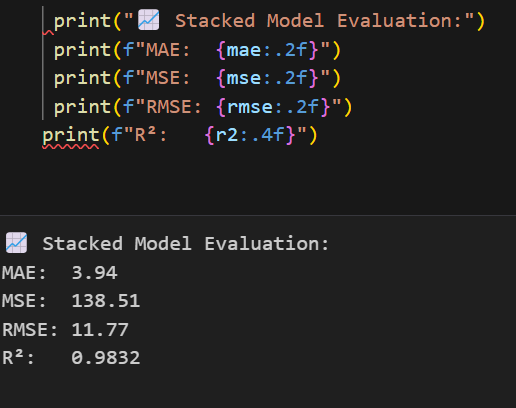 print("📈 Stacked Model Evaluation:")
print(f"MAE:  {mae:.2f}")
print(f"MSE:  {mse:.2f}")
print(f"RMSE: {rmse:.2f}")
print(f"R²:   {r2:.4f}")
📈 Stacked Model Evaluation:
MAE:  3.94
MSE:  138.51
RMSE: 11.77
R²:   0.9832